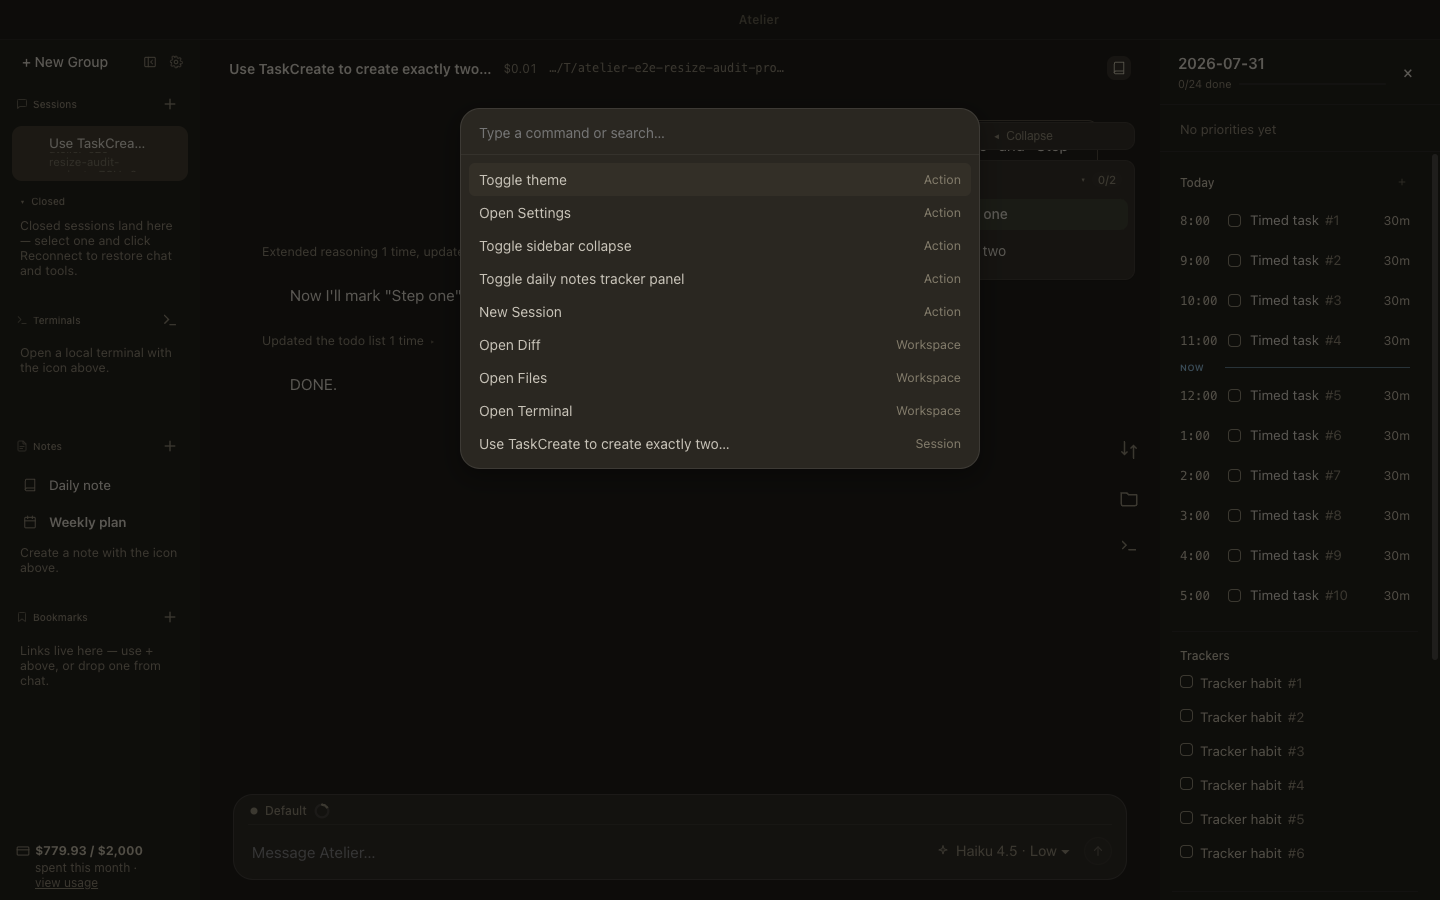 Atelier
+ New Group
Sessions
Use TaskCrea...
resize-audit-
Closed
Closed sessions land here
— select one and click
Reconnect to restore chat
and tools.
Terminals
Open a local terminal with
the icon above.
Notes
Daily note
Weekly plan
Create a note with the icon
above.
Bookmarks
Links live here — use +
above, or drop one from
chat.
$779.93 / $2,000
spent this month ·
view usage
Use TaskCreate to create exactly two... $0.01 …/T/atelier-e2e-resize-audit-pro…
Collapse
0/2
one
two
Extended reasoning 1 time, update
Now I'll mark "Step one"
Updated the todo list 1 time
DONE.
Type a command or search...
Toggle theme Action
Open Settings Action
Toggle sidebar collapse Action
Toggle daily notes tracker panel Action
New Session Action
Open Diff Workspace
Open Files Workspace
Open Terminal Workspace
Use TaskCreate to create exactly two... Session
Default
Message Atelier...
Haiku 4.5 · Low
2026-07-31
0/24 done
No priorities yet
Today +
8:00 Timed task #1 30m
9:00 Timed task #2 30m
10:00 Timed task #3 30m
11:00 Timed task #4 30m
NOW
12:00 Timed task #5 30m
1:00 Timed task #6 30m
2:00 Timed task #7 30m
3:00 Timed task #8 30m
4:00 Timed task #9 30m
5:00 Timed task #10 30m
Trackers
Tracker habit #1
Tracker habit #2
Tracker habit #3
Tracker habit #4
Tracker habit #5
Tracker habit #6